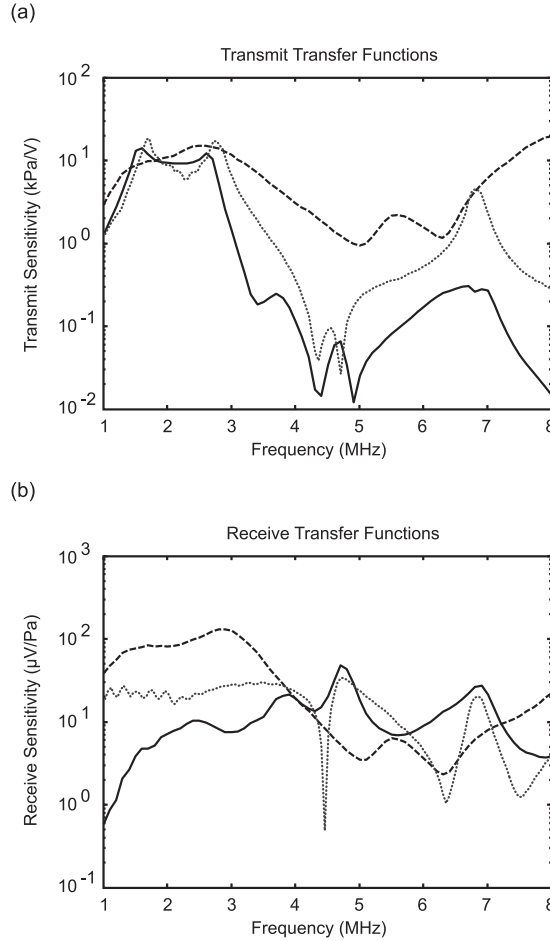 (a)
Transmit Transfer Functions
Transmit Sensitivity (kPa/V)
10^2
10^1
10^0
10^-1
10^-2
1 2 3 4 5 6 7 8
Frequency (MHz)
(b)
Receive Transfer Functions
Receive Sensitivity (µV/Pa)
10^3
10^2
10^1
10^0
10^-1
1 2 3 4 5 6 7 8
Frequency (MHz)